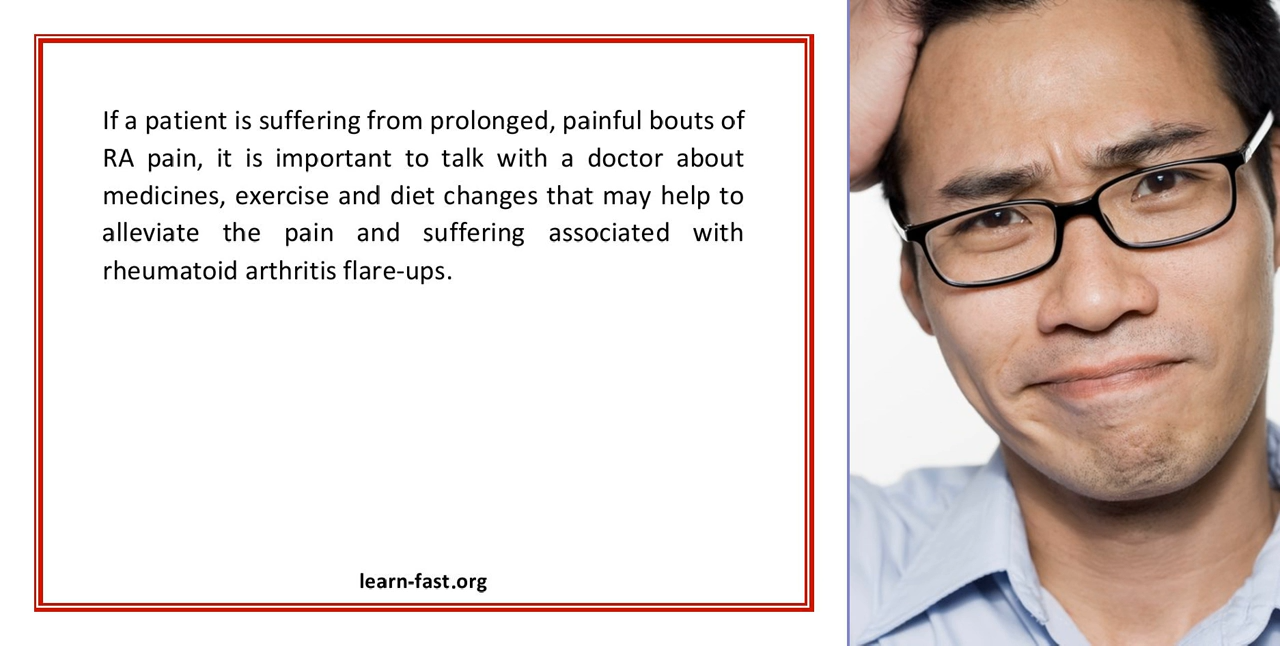 If a patient is suffering from prolonged, painful bouts of
RA pain, it is important to talk with a doctor about
medicines, exercise and diet changes that may help to
alleviate the pain and suffering associated with
rheumatoid arthritis flare-ups.
learn-fast.org